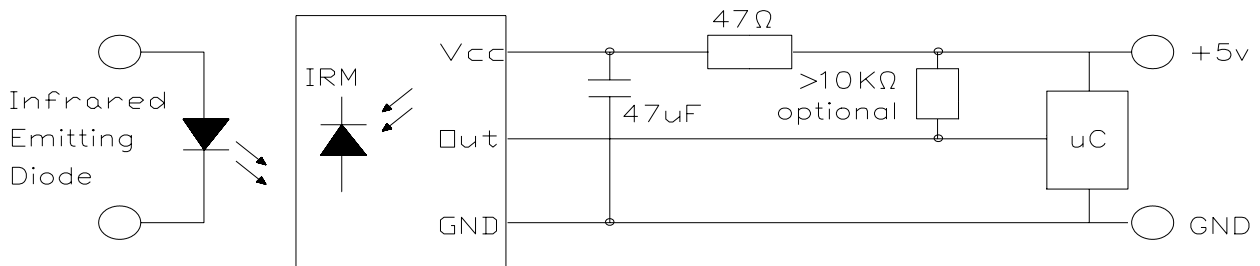 Infrared
Emitting
Diode
IRM
Vcc
Out
GND
47Ω
47uF
>10KΩ
optional
uC
+5v
GND